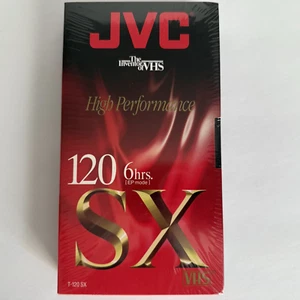 JVC
The
Inventor
of VHS
High Performance
120 6hrs.
[EP mode]
SX
VHS
T-120 SX